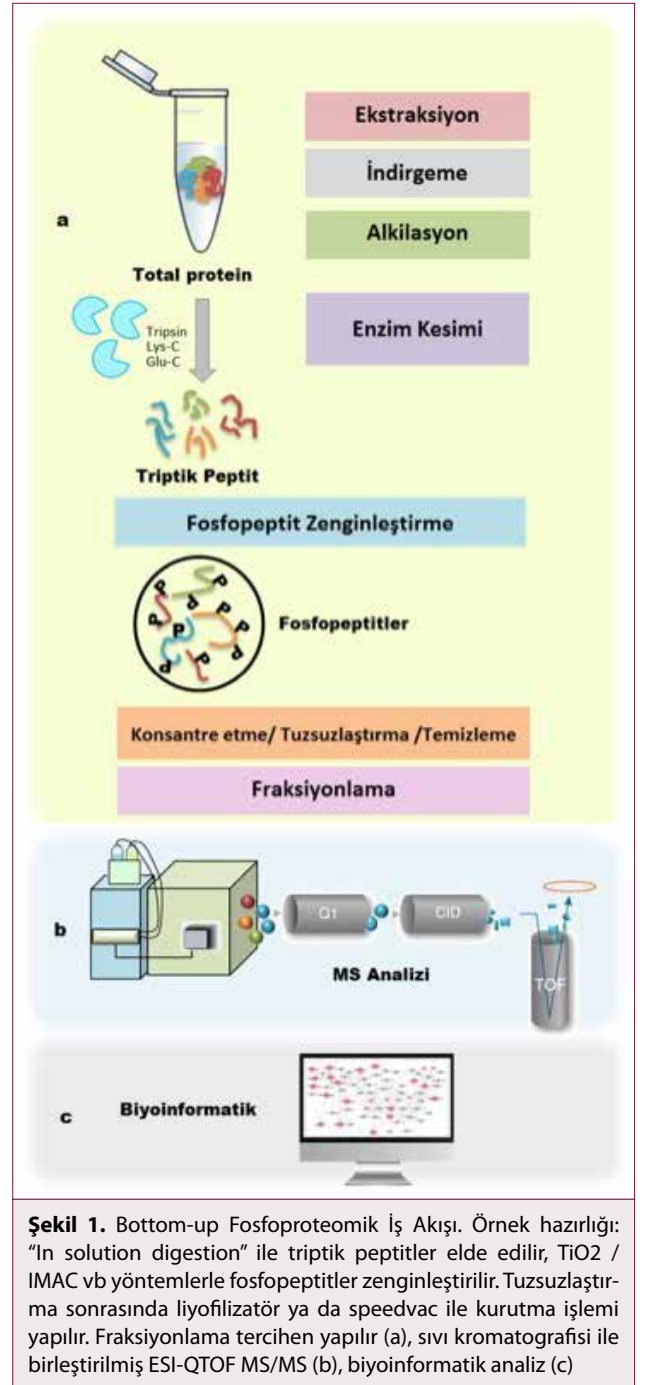 Ekstraksiyon
İndirgeme
a
Alkilasyon
Total protein
Tripsin
Lys-C
Glu-C
Enzim Kesimi
Triptik Peptit
Fosfopeptit Zenginleştirme
P P P P P P P P P P
Fosfopeptitler
Konsantre etme/ Tuzsuzlaştırma /Temizleme
Fraksiyonlama
b
Q1
CID
TOF
MS Analizi
c
Biyoinformatik
Şekil 1. Bottom-up Fosfoproteomik İş Akışı. Örnek hazırlığı:
“In solution digestion” ile triptik peptitler elde edilir, TiO2 /
IMAC vb yöntemlerle fosfopeptitler zenginleştirilir. Tuzsuzlaştır-
ma sonrasında liyofilizatör ya da speedvac ile kurutma işlemi
yapılır. Fraksiyonlama tercihen yapılır (a), sıvı kromatografisi ile
birleştirilmiş ESI-QTOF MS/MS (b), biyoinformatik analiz (c)